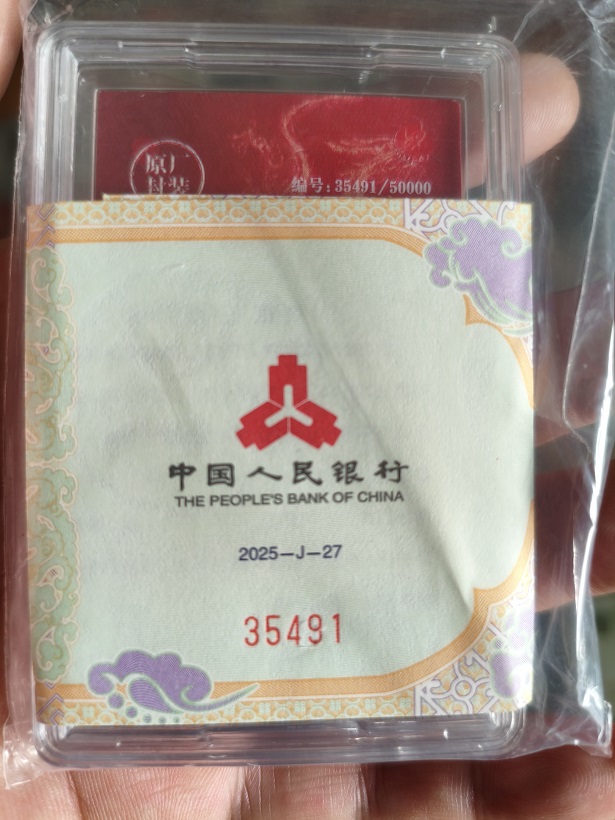 原厂
封装
编号:35491/50000
中国人民银行
THE PEOPLE'S BANK OF CHINA
2025—J—27
35491